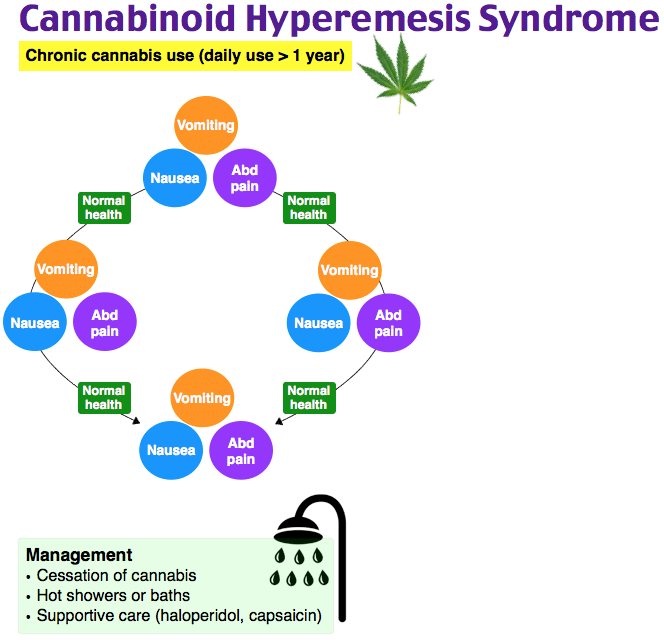 Cannabinoid Hyperemesis Syndrome
Chronic cannabis use (daily use > 1 year)
Vomiting
Nausea
Abd
pain
Normal
health
Normal
health
Vomiting
Nausea
Abd
pain
Vomiting
Nausea
Abd
pain
Normal
health
Normal
health
Vomiting
Nausea
Abd
pain
Management
• Cessation of cannabis
• Hot showers or baths
• Supportive care (haloperidol, capsaicin)